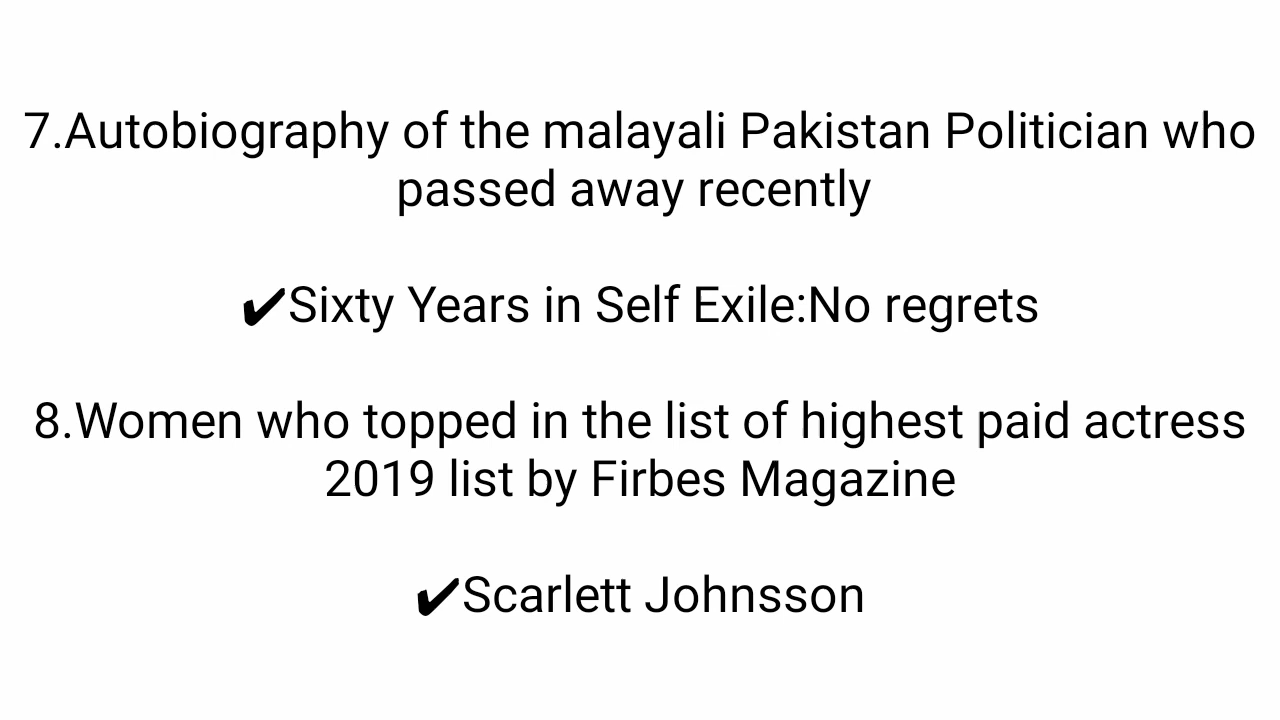 7.Autobiography of the malayali Pakistan Politician who
passed away recently
✔Sixty Years in Self Exile:No regrets
8.Women who topped in the list of highest paid actress
2019 list by Firbes Magazine
✔Scarlett Johnsson